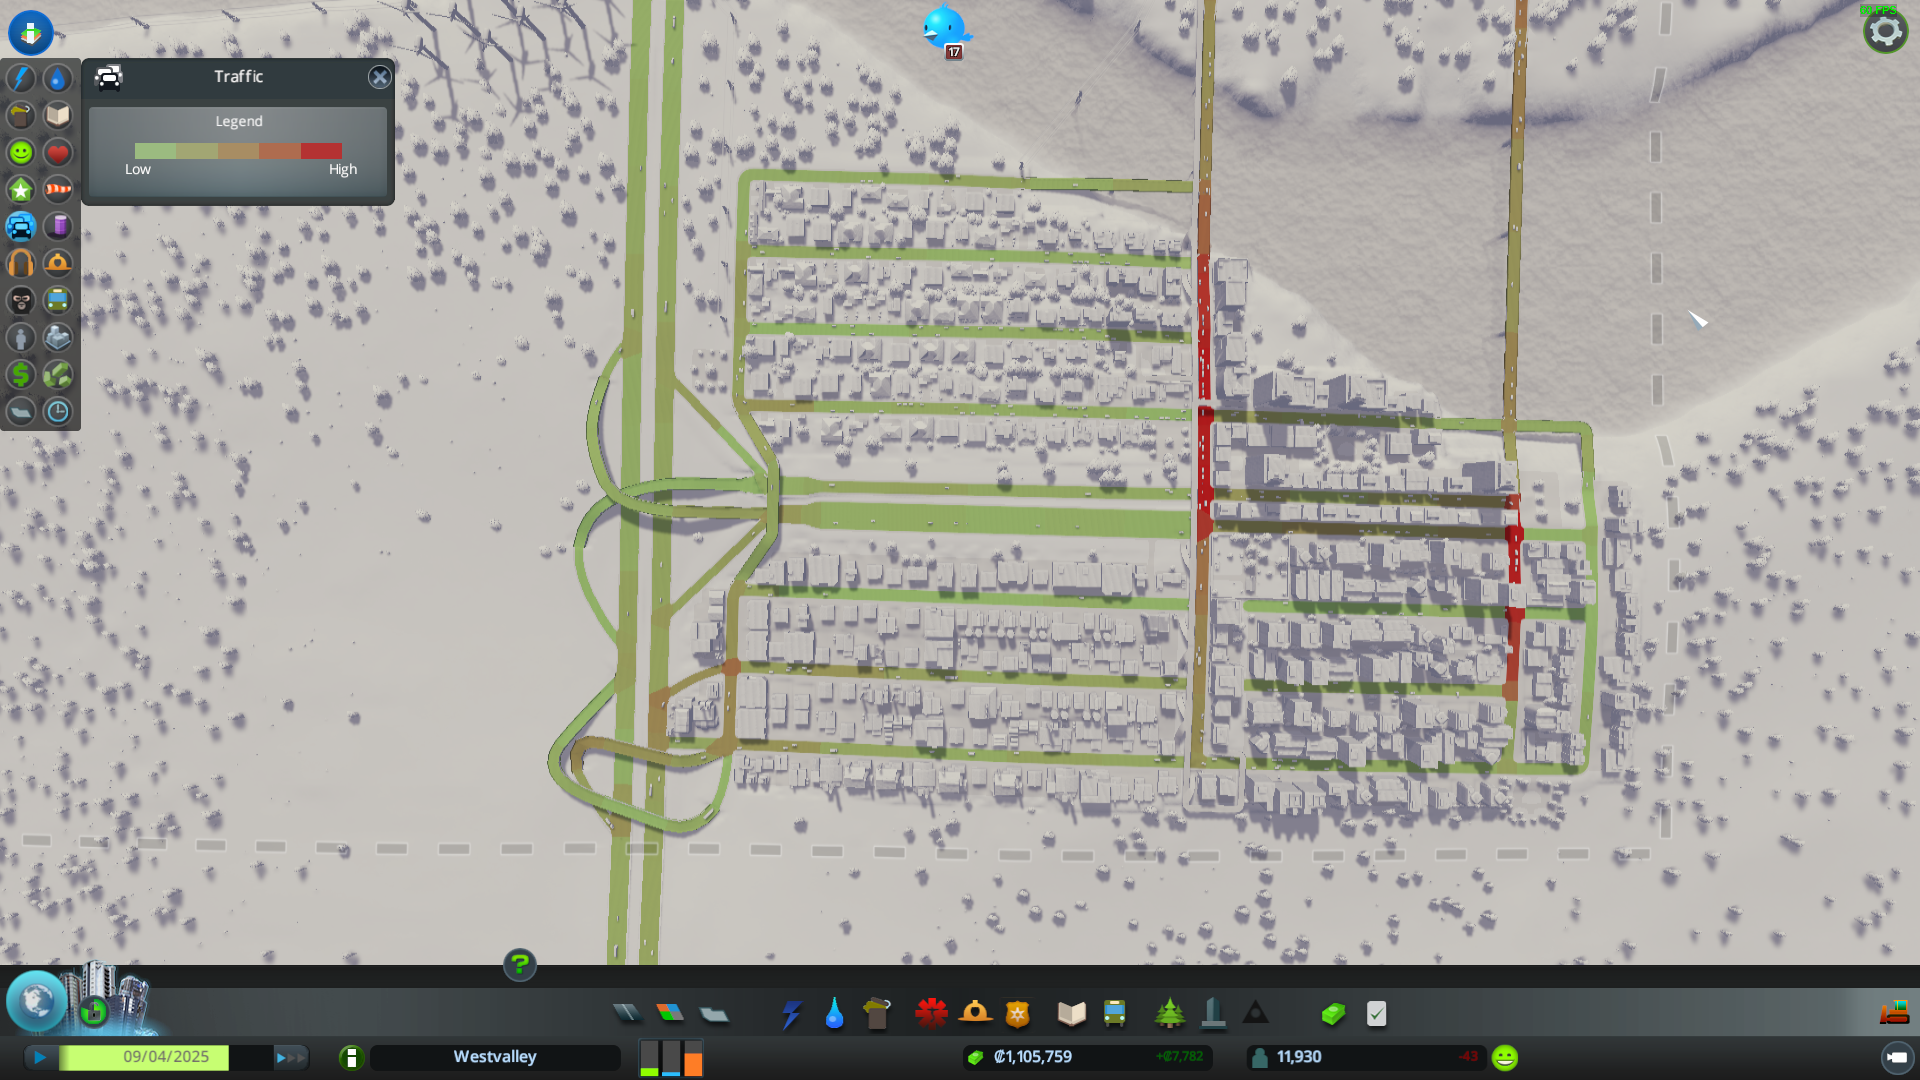 17
Traffic
Legend
Low
High
?
09/04/2025
Westvalley
₡1,105,759
+₡7,782
11,930
-43